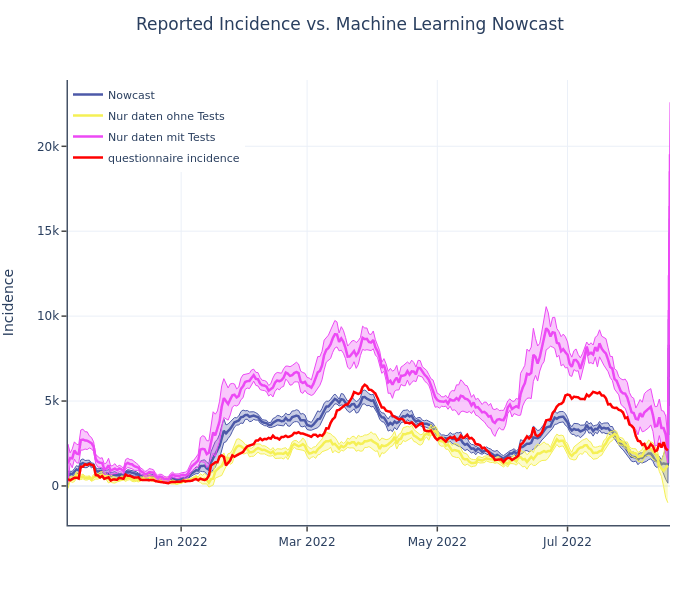 Reported Incidence vs. Machine Learning Nowcast
Nowcast
Nur daten ohne Tests
Nur daten mit Tests
questionnaire incidence
Incidence
20k
15k
10k
5k
0
Jan 2022
Mar 2022
May 2022
Jul 2022